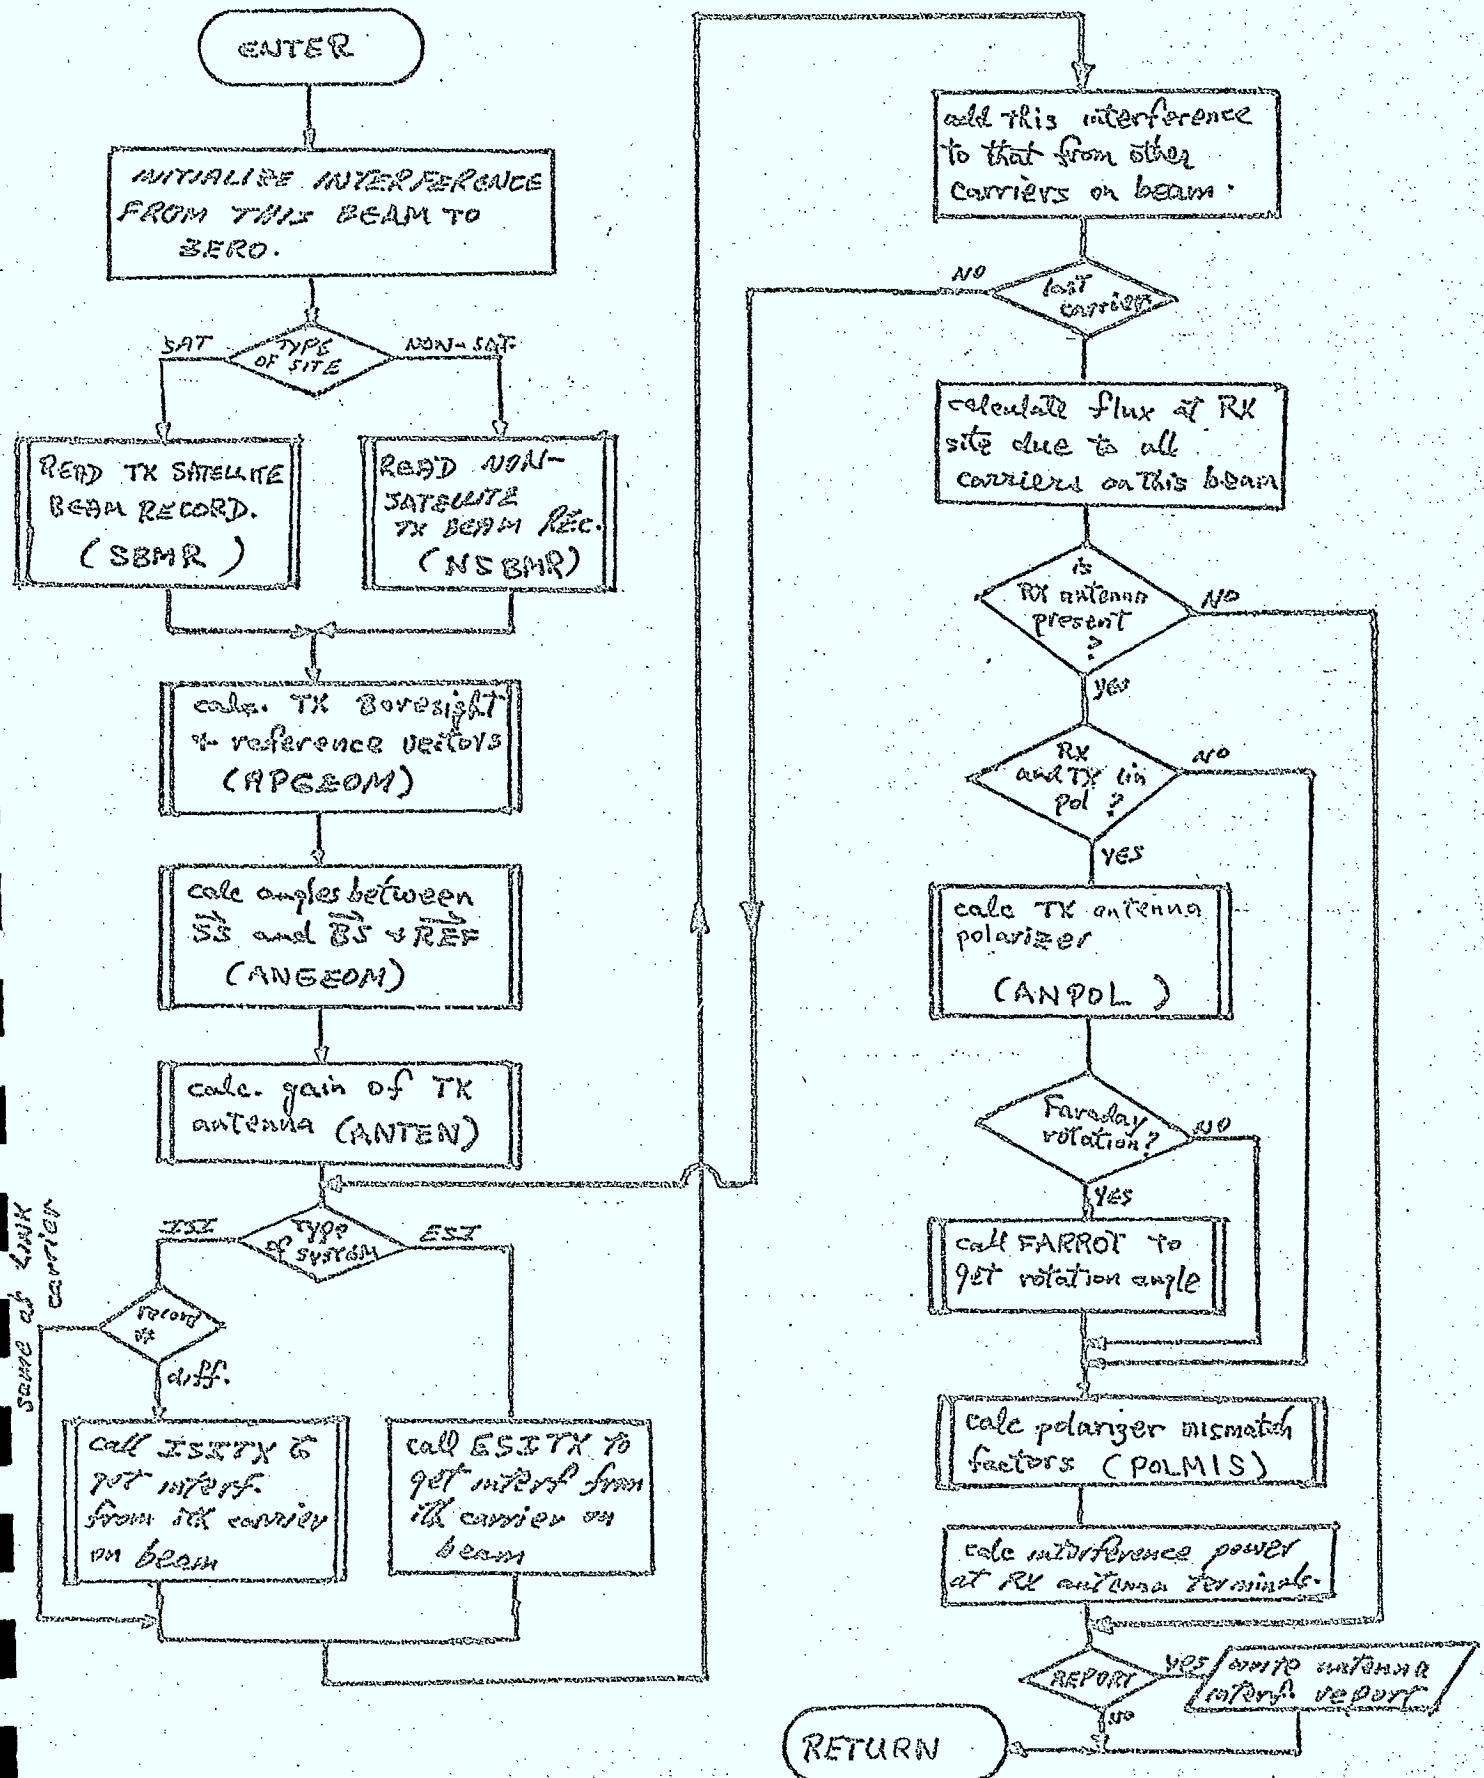 ENTER
INITIALIZE INTERFERENCE
FROM THIS BEAM TO
ZERO.
SAT
TYPE
OF SITE
NON-SAT.
READ TX SATELLITE
BEAM RECORD.
(SBMR)
READ NON-
SATELLITE
TX BEAM REC.
(NSBMR)
calc. TX Boresight
+ reference vectors
(APGEOM)
calc angles between
SS and BS & REF
(ANGEOM)
calc. gain of TX
antenna (ANTEN)
ISI
TYPE
of SYSTEM
ESI
same as LINK
carrier
record
#
diff.
call ISITX to
get interf.
from ith carrier
on beam
call ESITX to
get interf from
ith carrier on
beam
add this interference
to that from other
carriers on beam.
NO
last
carrier
calculate flux at RX
site due to all
carriers on this beam
is
RX antenna
present
?
NO
yes
RX
and TX lin
pol ?
NO
YES
calc TX antenna
polarizer
(ANPOL)
Faraday
rotation?
NO
YES
call FARROT to
get rotation angle
calc polarizer mismatch
factors (POLMIS)
calc interference power
at RX antenna terminals.
REPORT
yes
write antenna
interf. report
NO
RETURN